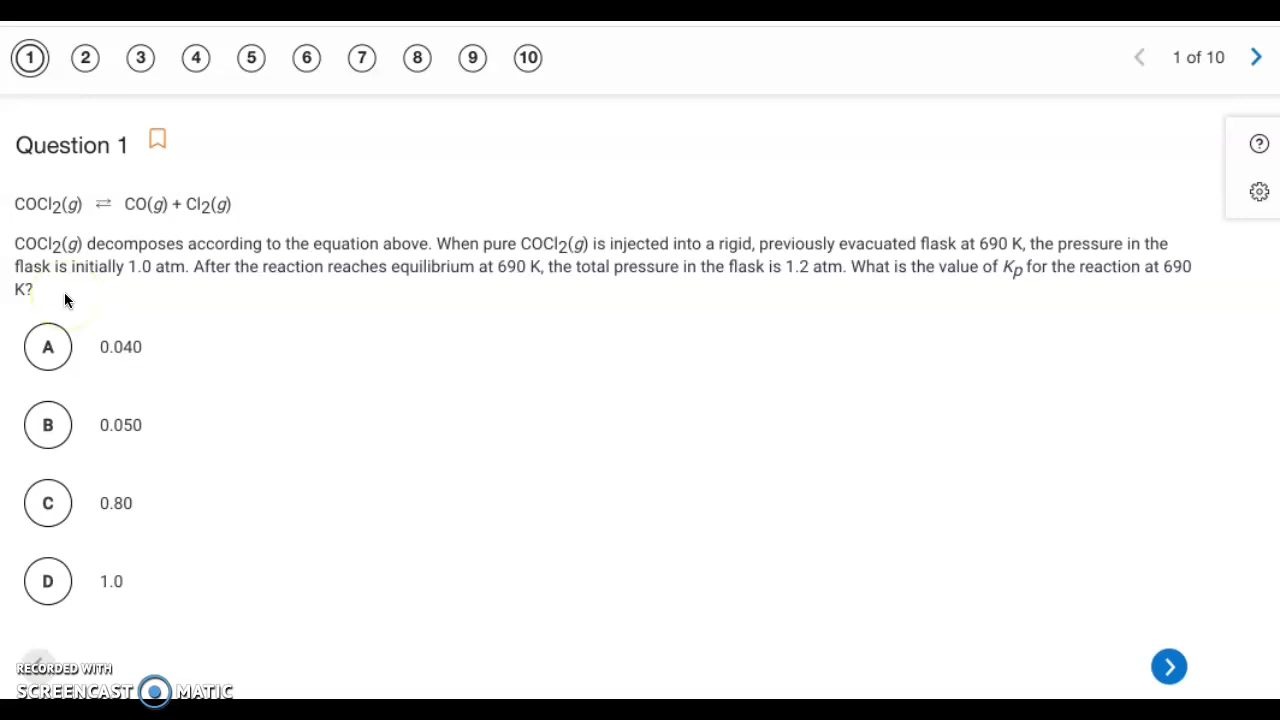 1 2 3 4 5 6 7 8 9 10
1 of 10
Question 1
COCl2(g) ⇄ CO(g) + Cl2(g)
COCl2(g) decomposes according to the equation above. When pure COCl2(g) is injected into a rigid, previously evacuated flask at 690 K, the pressure in the
flask is initially 1.0 atm. After the reaction reaches equilibrium at 690 K, the total pressure in the flask is 1.2 atm. What is the value of Kp for the reaction at 690
K?
A 0.040
B 0.050
C 0.80
D 1.0
RECORDED WITH
SCREENCAST MATIC